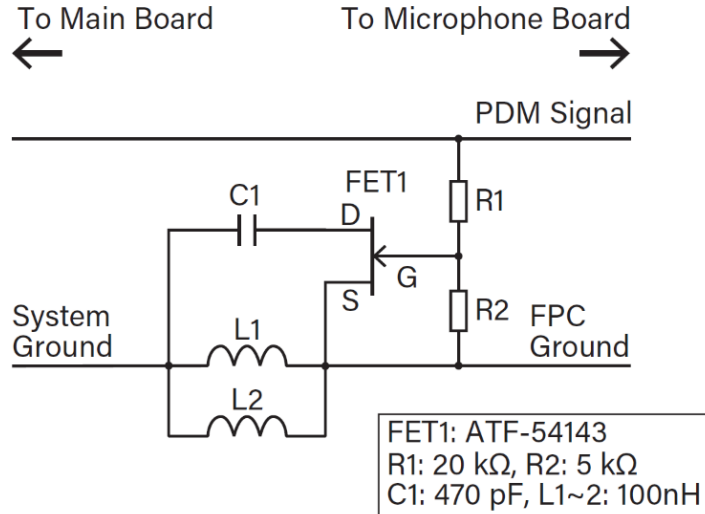 To Main Board
To Microphone Board
PDM Signal
FET1
C1
D
R1
G
S
System
Ground
L1
R2
FPC
Ground
L2
FET1: ATF-54143
R1: 20 kΩ, R2: 5 kΩ
C1: 470 pF, L1~2: 100nH